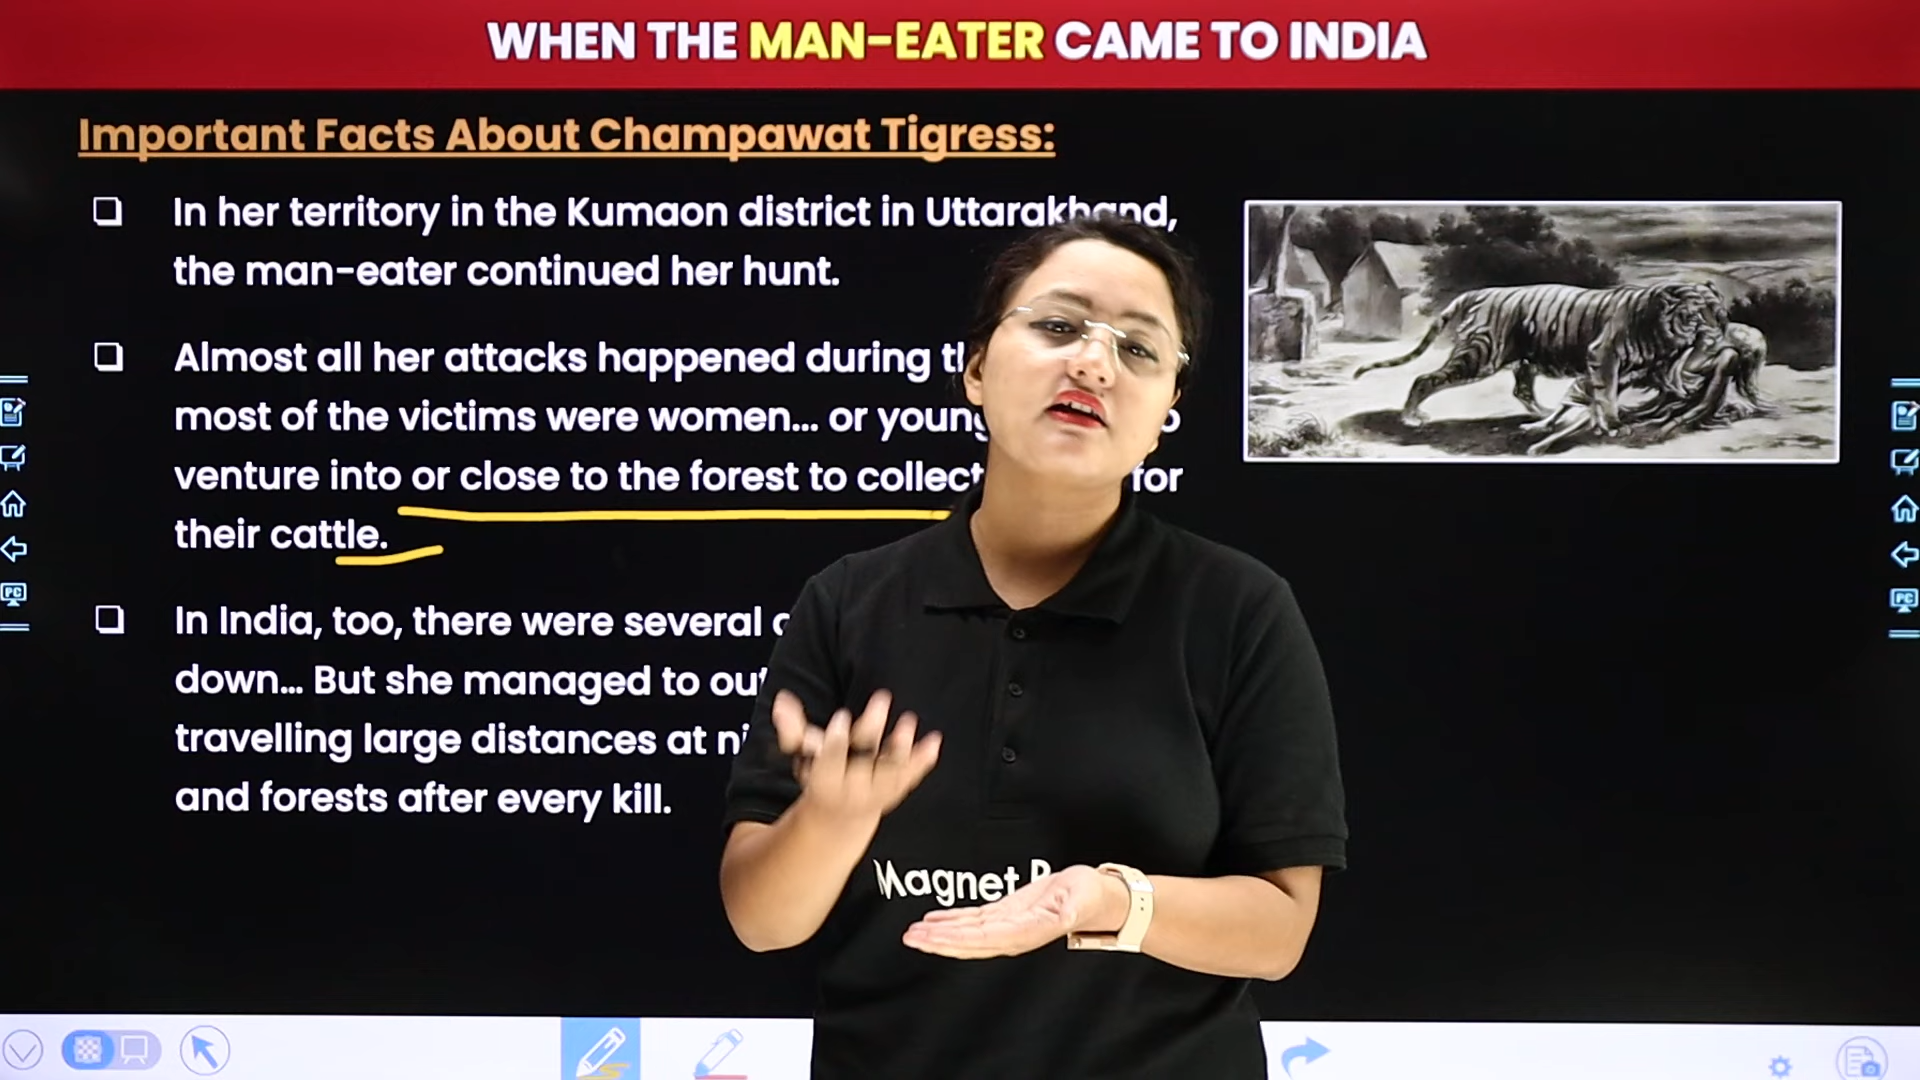 WHEN THE MAN-EATER CAME TO INDIA
Important Facts About Champawat Tigress:
In her territory in the Kumaon district in Uttarakhand,
the man-eater continued her hunt.
Almost all her attacks happened during
most of the victims were women... or
venture into or close to the forest to collect for
their cattle.
In India, too, there were several
down... But she managed to
travelling large distances at
and forests after every kill.
Magnet
PC
PC